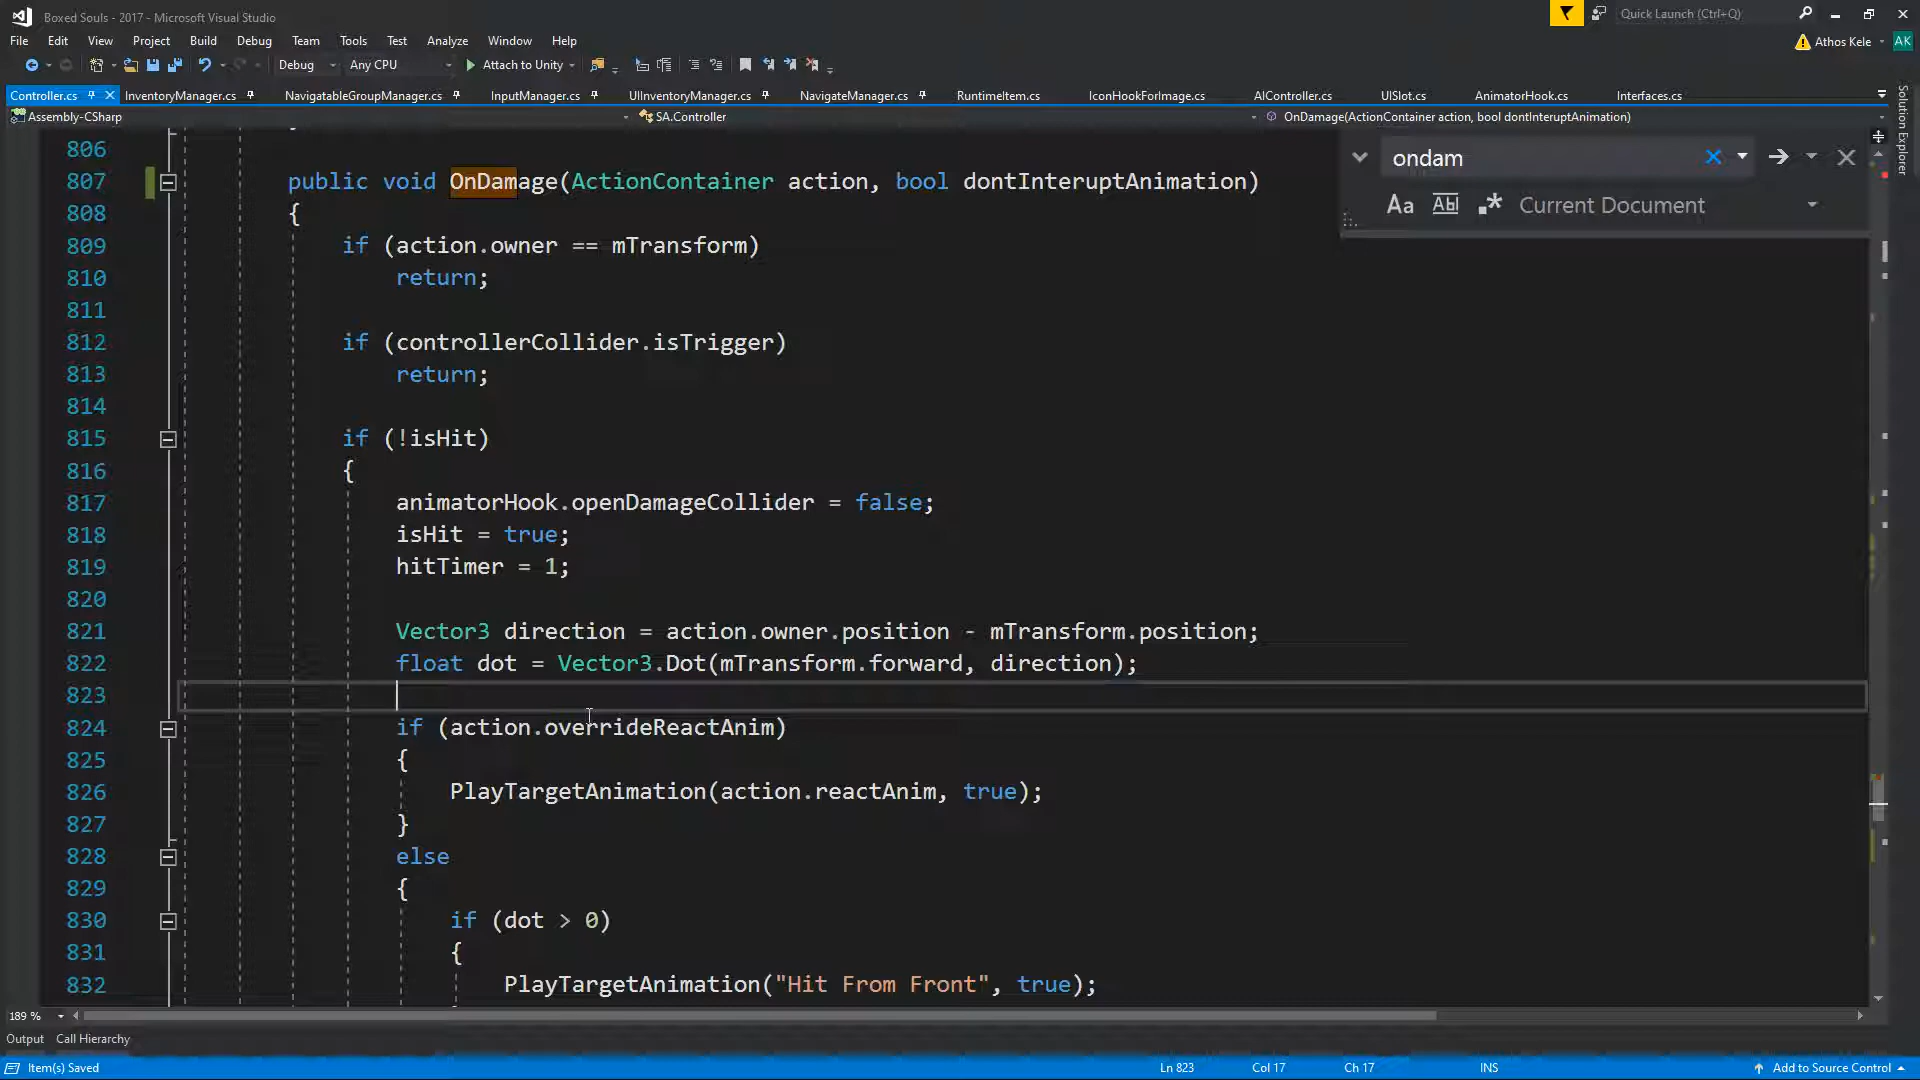 Boxed Souls - 2017 - Microsoft Visual Studio
Quick Launch (Ctrl+Q)
File Edit View Project Build Debug Team Tools Test Analyze Window Help
Athos Kele AK
Debug Any CPU Attach to Unity
Controller.cs InventoryManager.cs NavigatableGroupManager.cs InputManager.cs UIInventoryManager.cs NavigateManager.cs RuntimeItem.cs IconHookForImage.cs AIController.cs UISlot.cs AnimatorHook.cs Interfaces.cs
Assembly-CSharp SA.Controller OnDamage(ActionContainer action, bool dontInteruptAnimation)
Solution Explorer
ondam
Aa Abl .* Current Document
806
807 public void OnDamage(ActionContainer action, bool dontInteruptAnimation)
808 {
809 if (action.owner == mTransform)
810 return;
811
812 if (controllerCollider.isTrigger)
813 return;
814
815 if (!isHit)
816 {
817 animatorHook.openDamageCollider = false;
818 isHit = true;
819 hitTimer = 1;
820
821 Vector3 direction = action.owner.position - mTransform.position;
822 float dot = Vector3.Dot(mTransform.forward, direction);
823
824 if (action.overrideReactAnim)
825 {
826 PlayTargetAnimation(action.reactAnim, true);
827 }
828 else
829 {
830 if (dot > 0)
831 {
832 PlayTargetAnimation("Hit From Front", true);
189 %
Output Call Hierarchy
Item(s) Saved Ln 823 Col 17 Ch 17 INS Add to Source Control